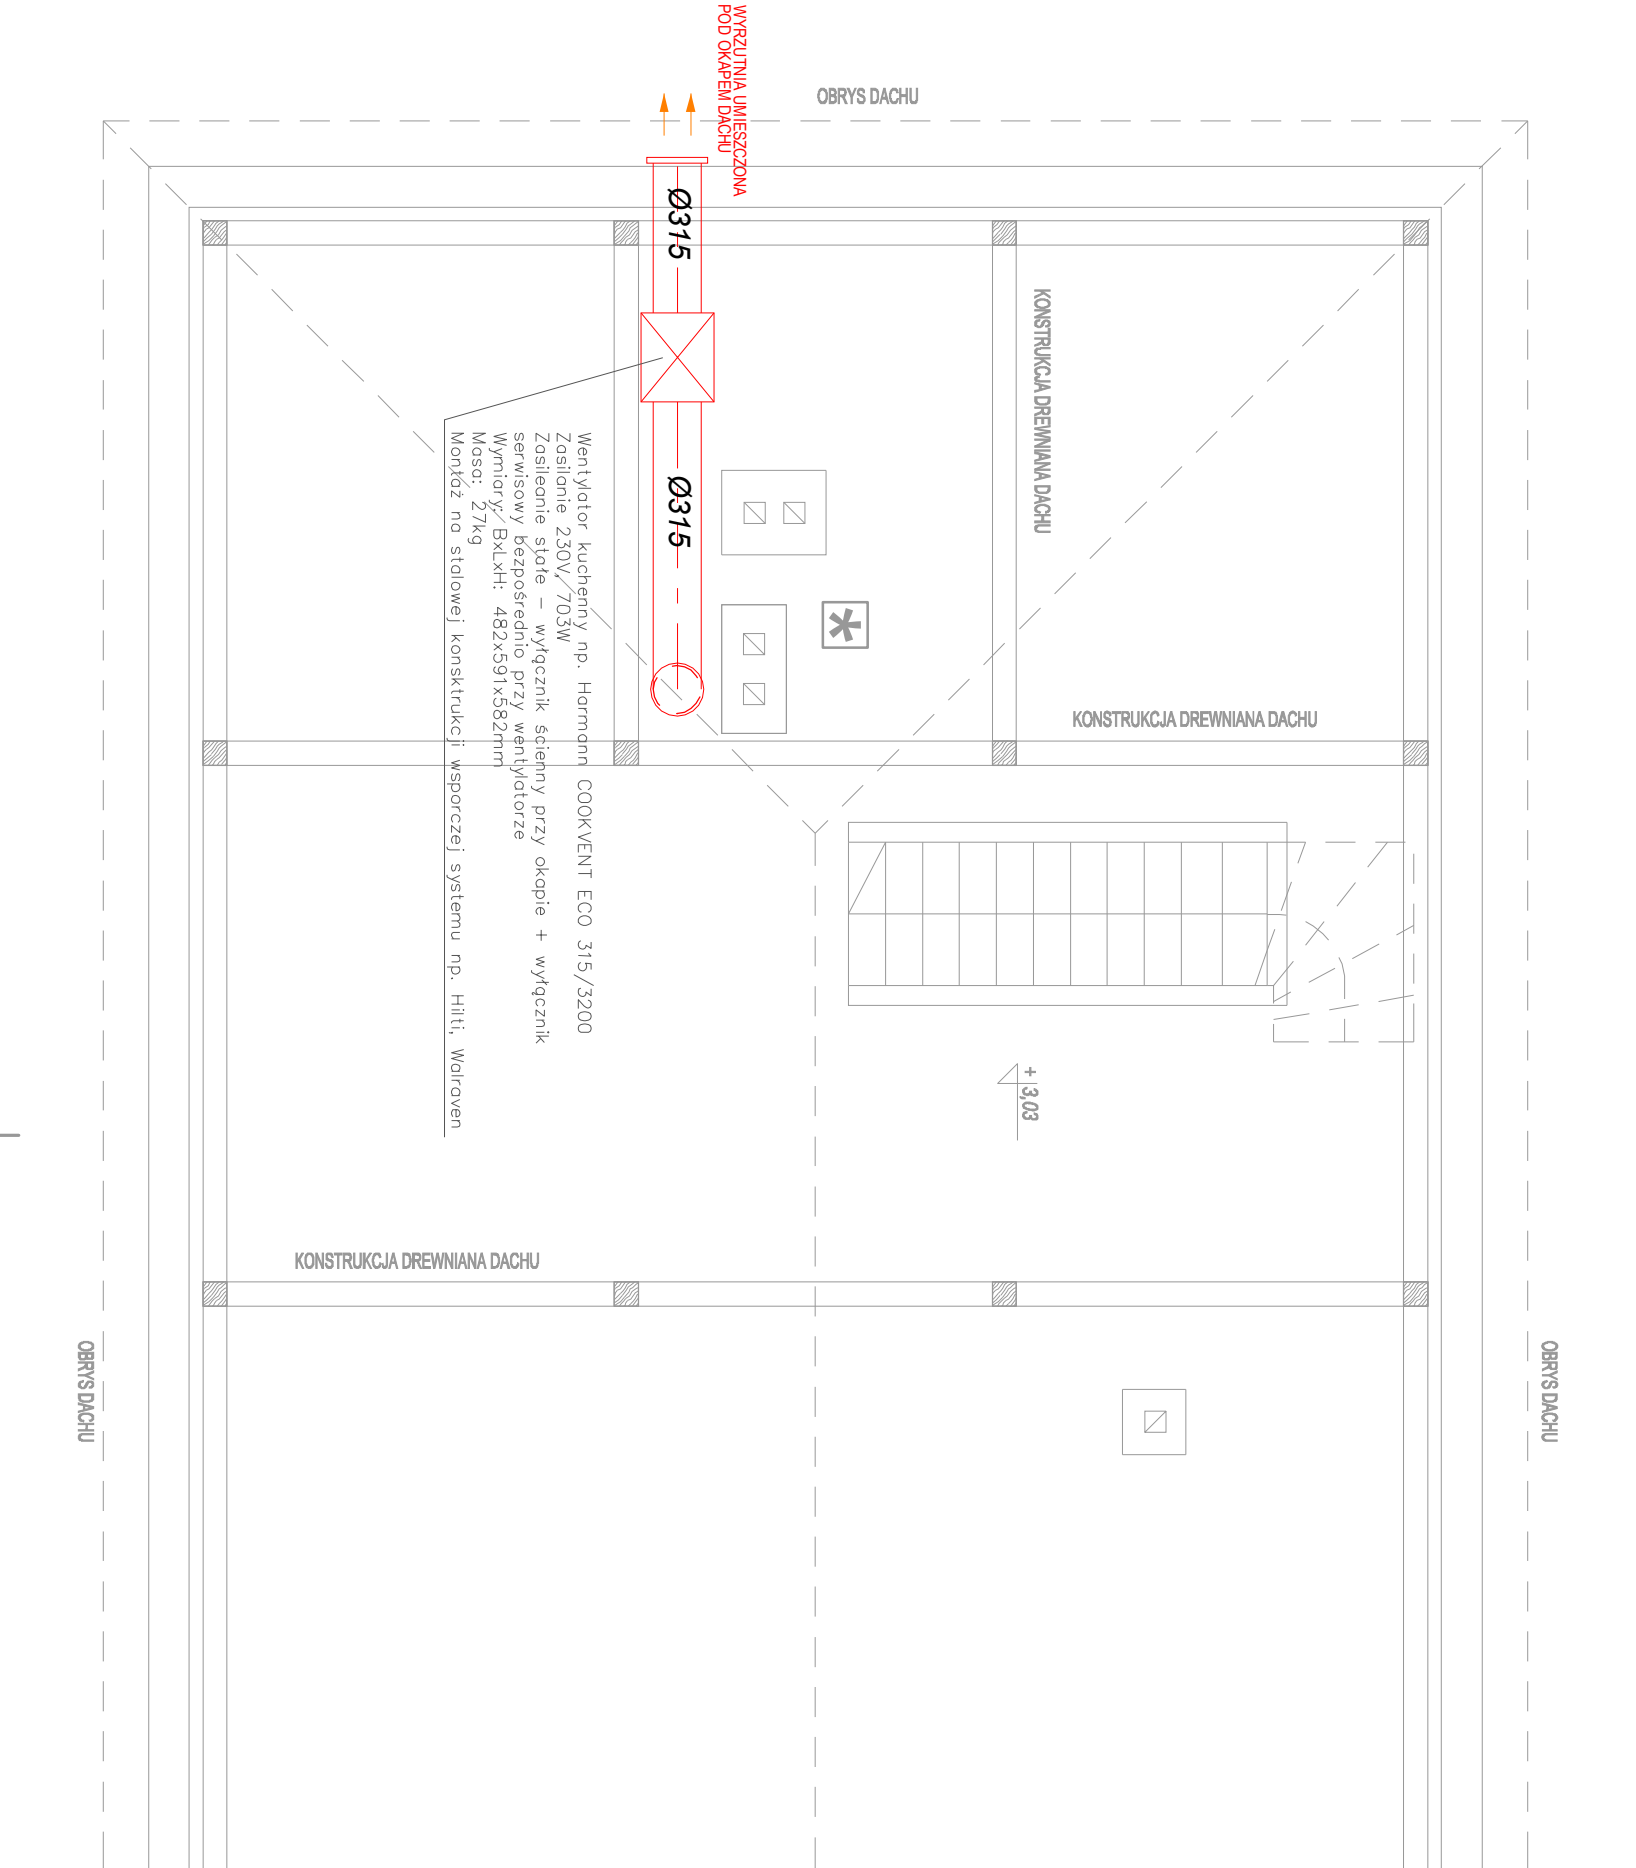 WYRZUTNIA UMIESZCZONA
POD OKAPEM DACHU
OBRYS DACHU
Ø315
KONSTRUKCJA DREWNIANA DACHU
Ø315
Wentylator kuchenny np. Harmann COOKVENT ECO 315/3200
Zasilanie 230V, 703W
Zasileanie stałe – wyłącznik ścienny przy okapie + wyłącznik
serwisowy bezpośrednio przy wentylatorze
Wymiary: BxLxH: 482x591x582mm
Masa: 27kg
Montaż na stalowej konsktrukcji wsporczej systemu np. Hilti, Walraven
*
KONSTRUKCJA DREWNIANA DACHU
+ 3,03
KONSTRUKCJA DREWNIANA DACHU
OBRYS DACHU
OBRYS DACHU